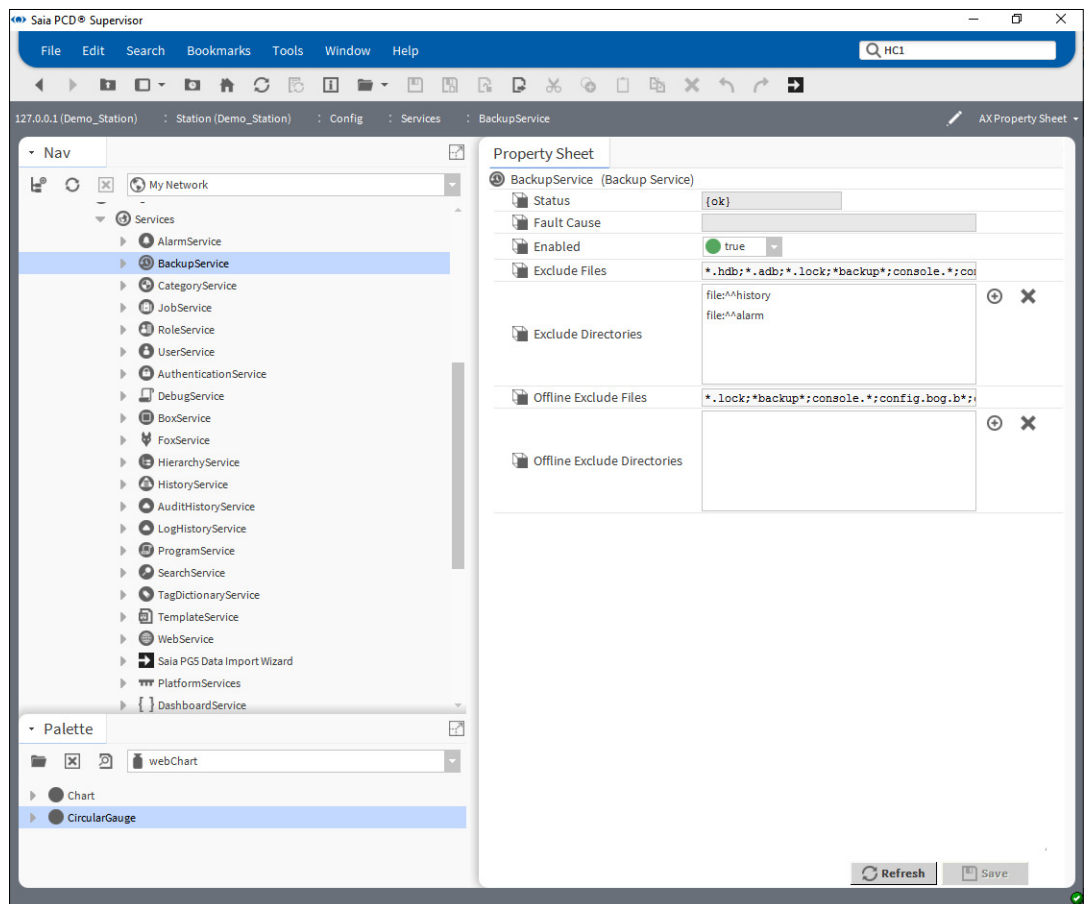 Saia PCD® Supervisor
File Edit Search Bookmarks Tools Window Help
HC1
127.0.0.1 (Demo_Station) : Station (Demo_Station) : Config : Services : BackupService
AX Property Sheet
Nav
My Network
Services
AlarmService
BackupService
CategoryService
JobService
RoleService
UserService
AuthenticationService
DebugService
BoxService
FoxService
HierarchyService
HistoryService
AuditHistoryService
LogHistoryService
ProgramService
SearchService
TagDictionaryService
TemplateService
WebService
Saia PG5 Data Import Wizard
PlatformServices
DashboardService
Palette
webChart
Chart
CircularGauge
Property Sheet
BackupService (Backup Service)
Status {ok}
Fault Cause
Enabled true
Exclude Files *.hdb;*.adb;*.lock;*backup*;console.*;co
Exclude Directories
file:^^history
file:^^alarm
Offline Exclude Files *.lock;*backup*;console.*;config.bog.b*;
Offline Exclude Directories
Refresh Save